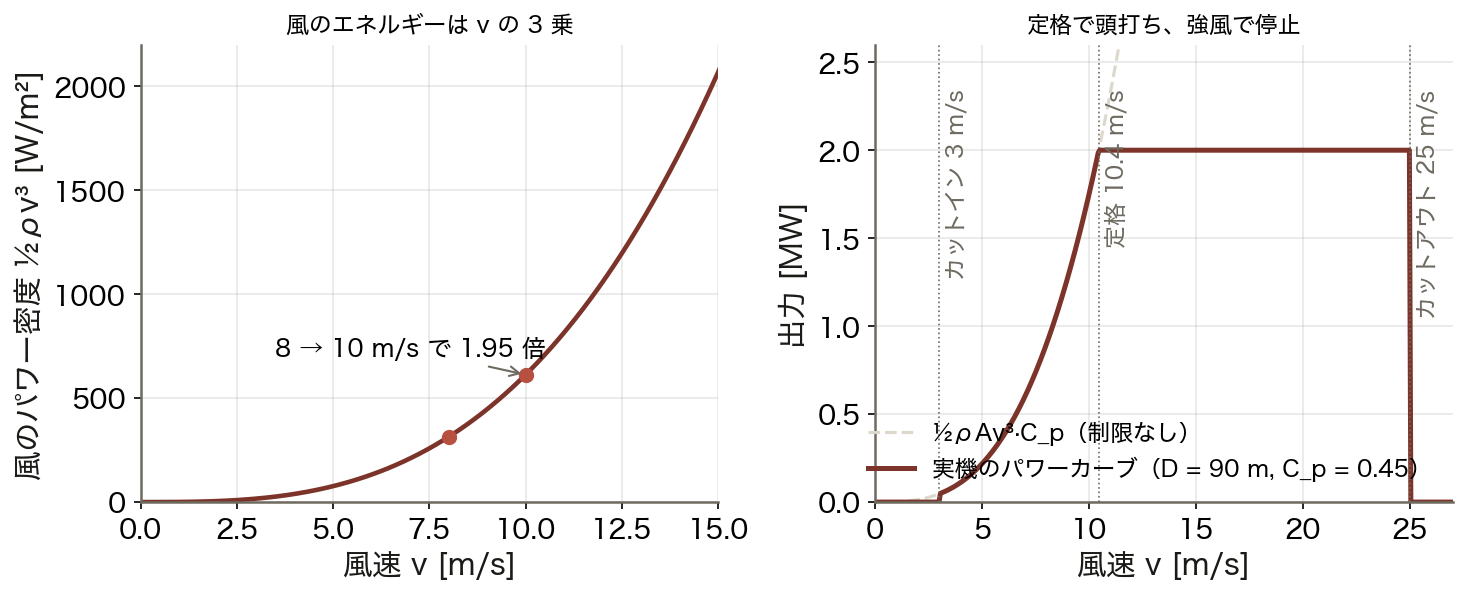 風のエネルギーは v の 3 乗
風のパワー密度 ½ρv³ [W/m²]
2000
1500
1000
500
0
8 → 10 m/s で 1.95 倍
0.0 2.5 5.0 7.5 10.0 12.5 15.0
風速 v [m/s]
定格で頭打ち、強風で停止
出力 [MW]
2.5
2.0
1.5
1.0
0.5
0.0
カットイン 3 m/s
定格 10.4 m/s
カットアウト 25 m/s
½ρAv³·C_p（制限なし）
実機のパワーカーブ（D = 90 m, C_p = 0.45）
0 5 10 15 20 25
風速 v [m/s]